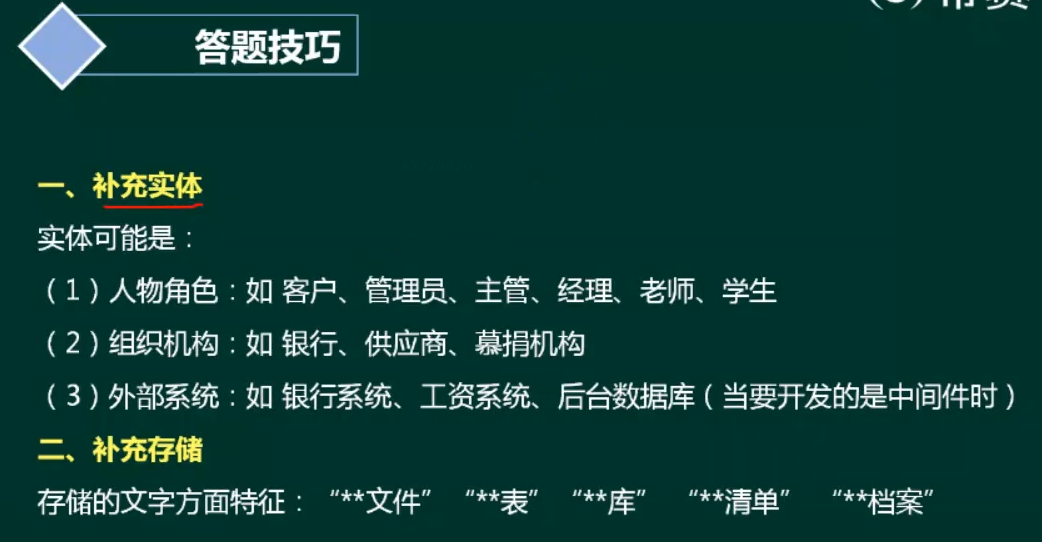 答题技巧
一、补充实体
实体可能是：
（1）人物角色：如 客户、管理员、主管、经理、老师、学生
（2）组织机构：如 银行、供应商、慕捐机构
（3）外部系统：如 银行系统、工资系统、后台数据库（当要开发的是中间件时）
二、补充存储
存储的文字方面特征： “**文件” “**表” “**库” “**清单” “**档案”